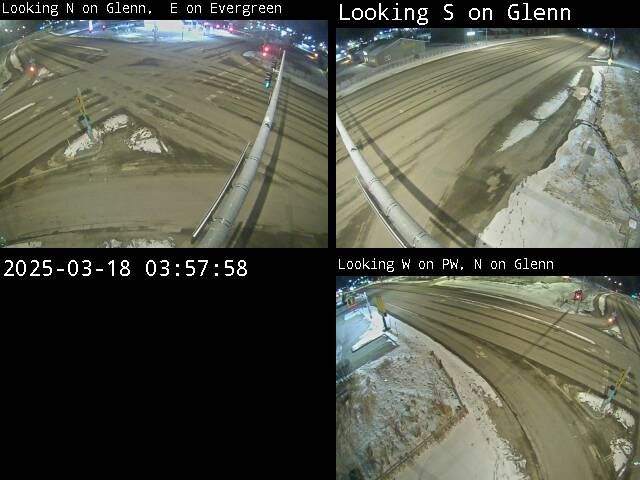 Looking N on Glenn,  E on Evergreen
Looking S on Glenn
2025-03-18 03:57:58
Looking W on PW, N on Glenn